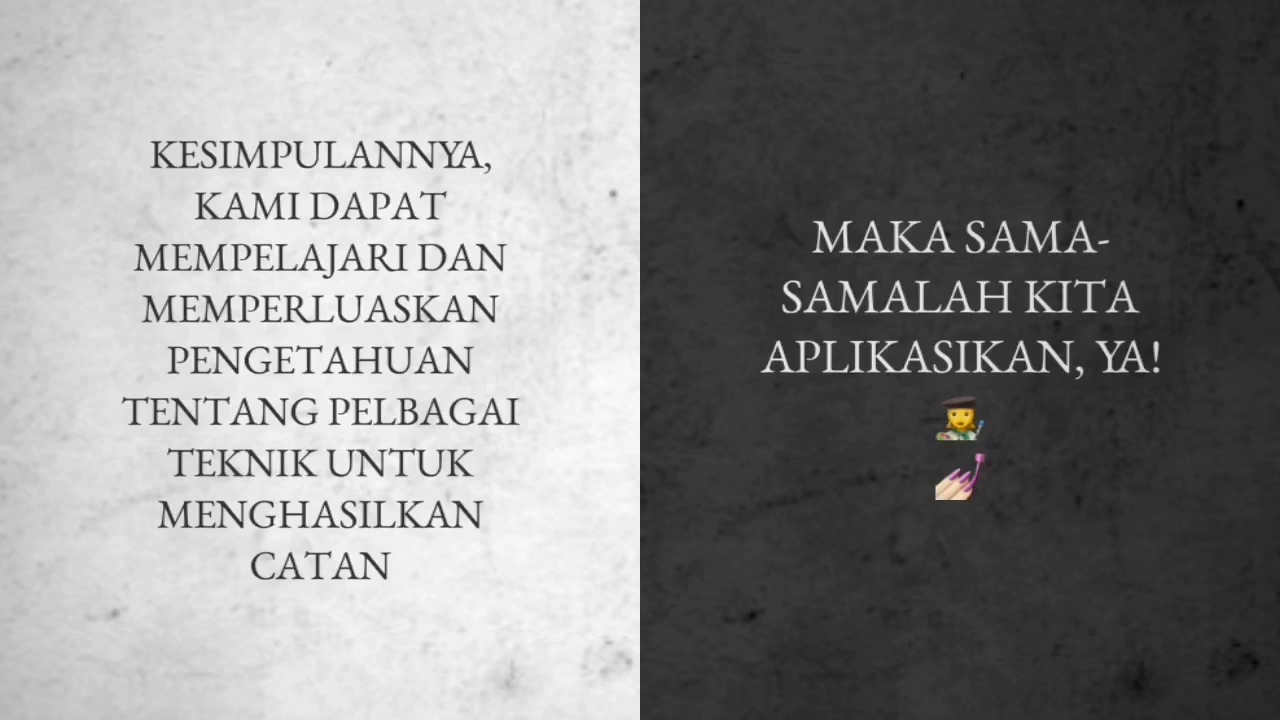 KESIMPULANNYA,
KAMI DAPAT
MEMPELAJARI DAN
MEMPERLUASKAN
PENGETAHUAN
TENTANG PELBAGAI
TEKNIK UNTUK
MENGHASILKAN
CATAN
MAKA SAMA-
SAMALAH KITA
APLIKASIKAN, YA!
👩‍🎨
💅🏻